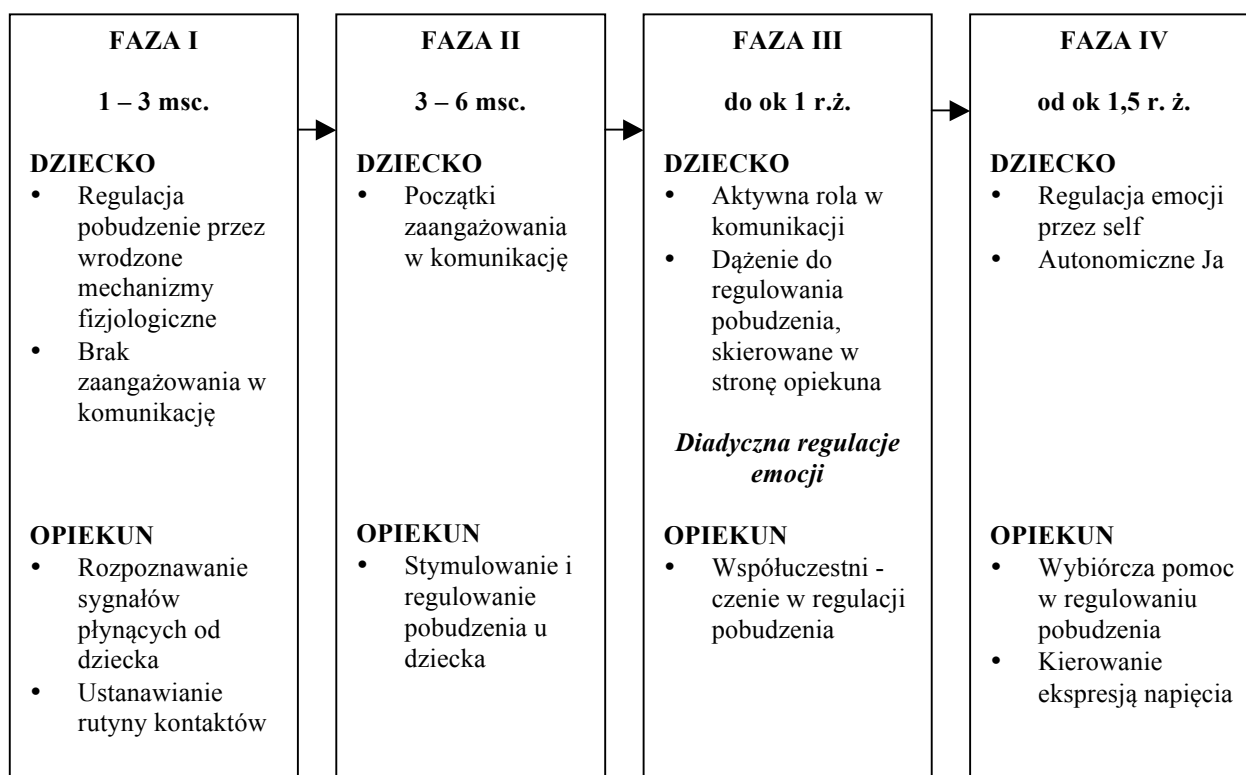 FAZA I
1 – 3 msc.
DZIECKO
• Regulacja
pobudzenie przez
wrodzone
mechanizmy
fizjologiczne
• Brak
zaangażowania w
komunikację
OPIEKUN
• Rozpoznawanie
sygnałów
płynących od
dziecka
• Ustanawianie
rutyny kontaktów
FAZA II
3 – 6 msc.
DZIECKO
• Początki
zaangażowania
w komunikację
OPIEKUN
• Stymulowanie i
regulowanie
pobudzenia u
dziecka
FAZA III
do ok 1 r.ż.
DZIECKO
• Aktywna rola w
komunikacji
• Dążenie do
regulowania
pobudzenia,
skierowane w
stronę opiekuna
Diadyczna regulacje
emocji
OPIEKUN
• Współuczestni -
czenie w regulacji
pobudzenia
FAZA IV
od ok 1,5 r. ż.
DZIECKO
• Regulacja emocji
przez self
• Autonomiczne Ja
OPIEKUN
• Wybiórcza pomoc
w regulowaniu
pobudzenia
• Kierowanie
ekspresją napięcia